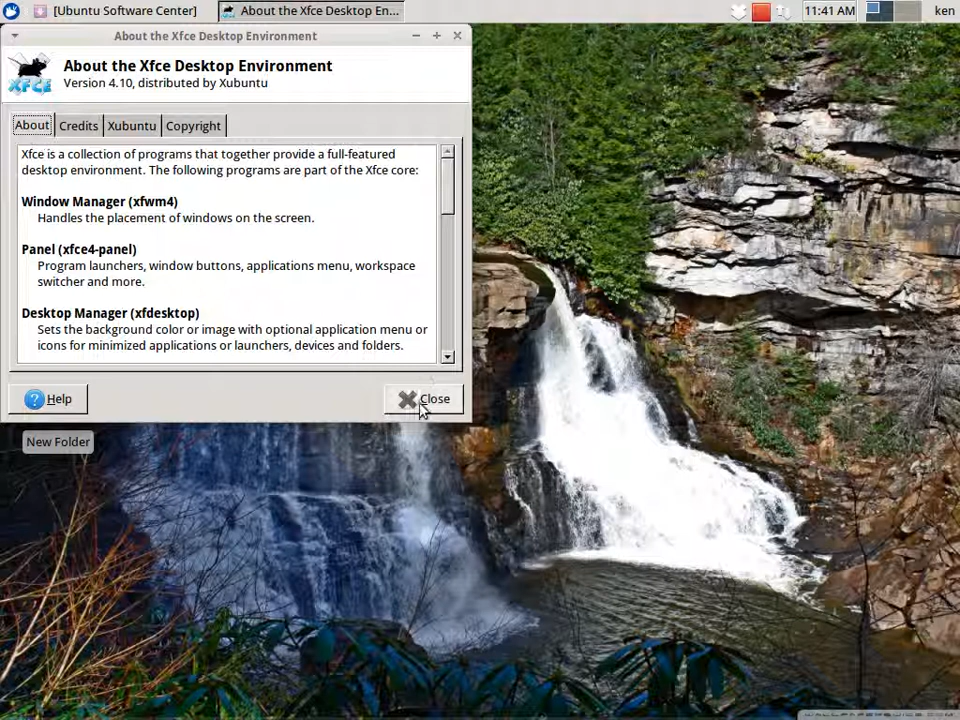 [Ubuntu Software Center]
About the Xfce Desktop En...
11:41 AM
ken
About the Xfce Desktop Environment
XFCE
About the Xfce Desktop Environment
Version 4.10, distributed by Xubuntu
About
Credits
Xubuntu
Copyright
Xfce is a collection of programs that together provide a full-featured
desktop environment. The following programs are part of the Xfce core:
Window Manager (xfwm4)
Handles the placement of windows on the screen.
Panel (xfce4-panel)
Program launchers, window buttons, applications menu, workspace
switcher and more.
Desktop Manager (xfdesktop)
Sets the background color or image with optional application menu or
icons for minimized applications or launchers, devices and folders.
Help
Close
New Folder